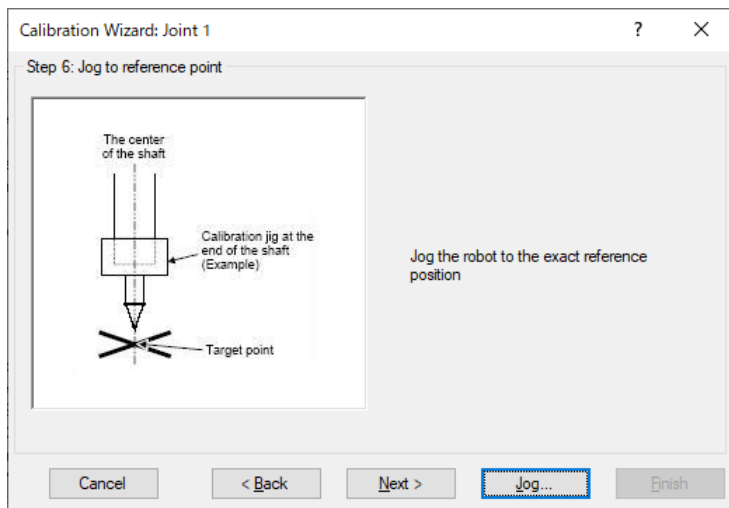 Calibration Wizard: Joint 1
?
Step 6: Jog to reference point
The center
of the shaft
Calibration jig at the
end of the shaft
(Example)
Target point
Jog the robot to the exact reference
position
Cancel
< Back
Next >
Jog...
Finish